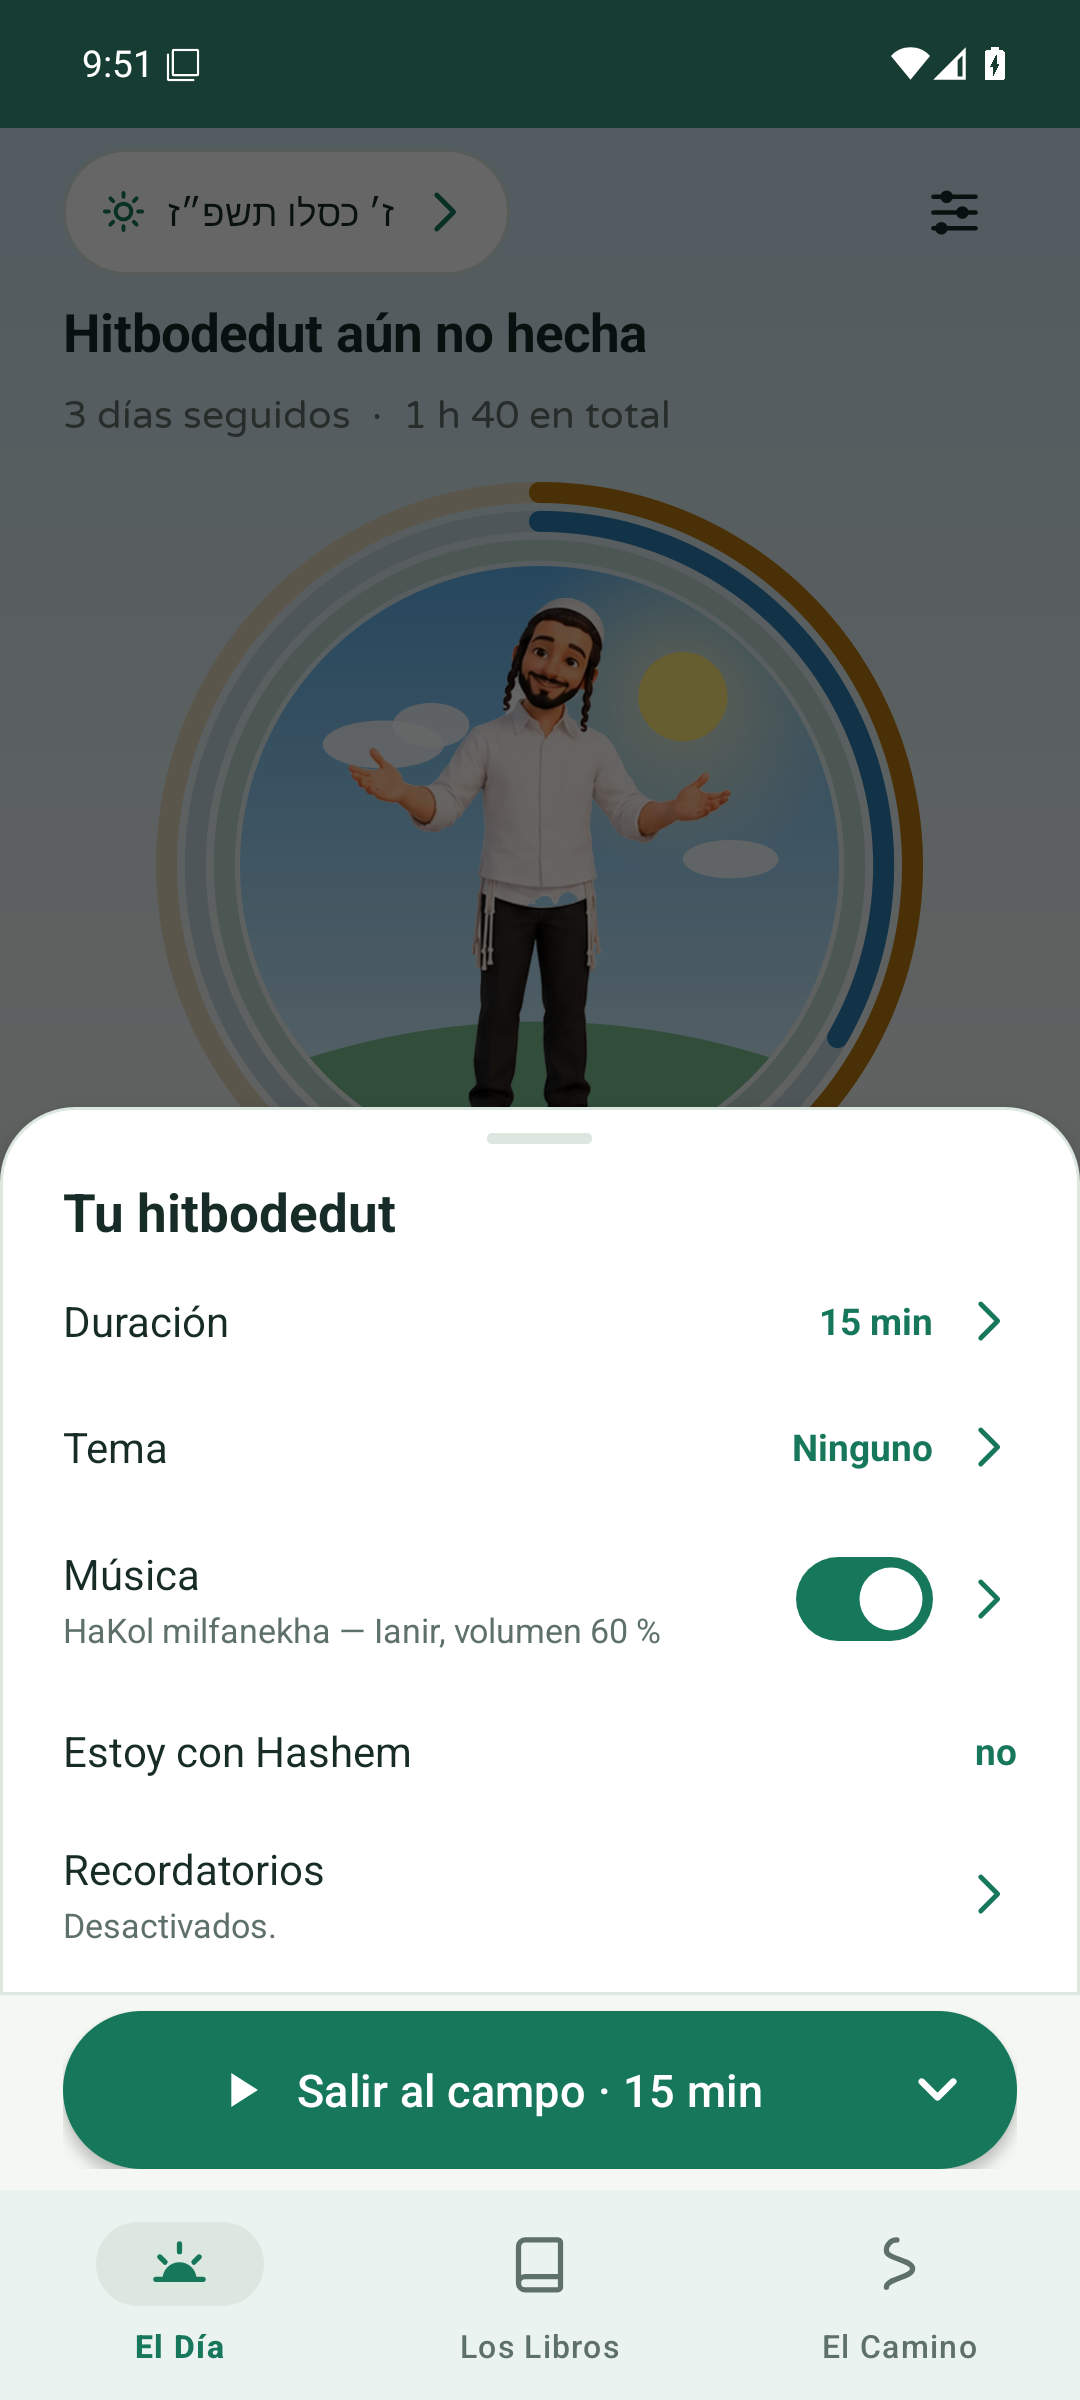 9:51
ז׳ כסלו תשפ״ז
Hitbodedut aún no hecha
3 días seguidos · 1 h 40 en total
Tu hitbodedut
Duración 15 min
Tema Ninguno
Música
HaKol milfanekha — Ianir, volumen 60 %
Estoy con Hashem no
Recordatorios
Desactivados.
Salir al campo · 15 min
El Día Los Libros El Camino